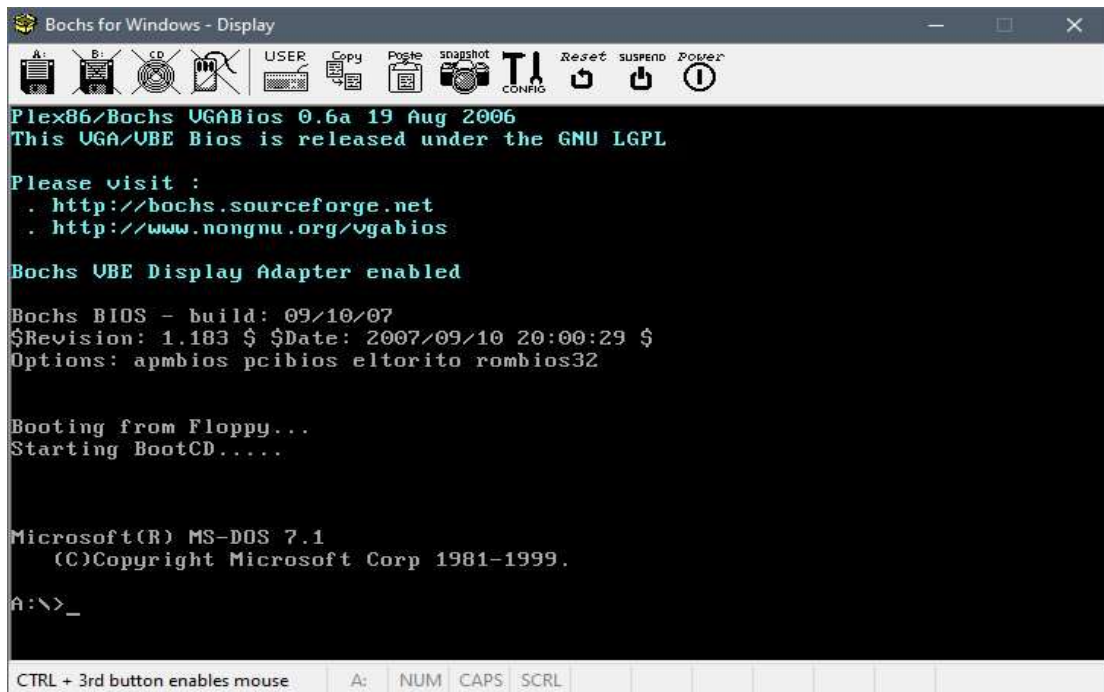 Bochs for Windows - Display
A: B: CD USER Copy Paste snapshot CONFIG Reset SUSPEND Power
Plex86/Bochs VGABios 0.6a 19 Aug 2006
This VGA/VBE Bios is released under the GNU LGPL
Please visit :
. http://bochs.sourceforge.net
. http://www.nongnu.org/vgabios
Bochs VBE Display Adapter enabled
Bochs BIOS - build: 09/10/07
$Revision: 1.183 $ $Date: 2007/09/10 20:00:29 $
Options: apmbios pcibios eltorito rombios32
Booting from Floppy...
Starting BootCD.....
Microsoft(R) MS-DOS 7.1
(C)Copyright Microsoft Corp 1981-1999.
A:\>_
CTRL + 3rd button enables mouse A: NUM CAPS SCRL